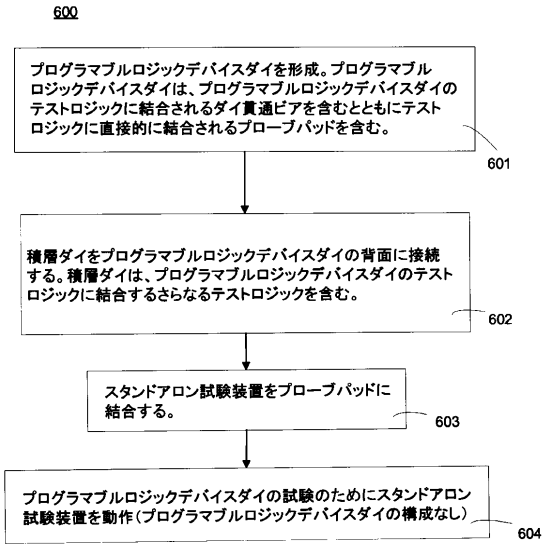 600
プログラマブルロジックデバイスダイを形成。プログラマブル
ロジックデバイスダイは、プログラマブルロジックデバイスダイの
テストロジックに結合されるダイ貫通ビアを含むとともにテスト
ロジックに直接的に結合されるプローブパッドを含む。
601
積層ダイをプログラマブルロジックデバイスダイの背面に接続
する。積層ダイは、プログラマブルロジックデバイスダイのテスト
ロジックに結合するさらなるテストロジックを含む。
602
スタンドアロン試験装置をプローブパッドに
結合する。
603
プログラマブルロジックデバイスダイの試験のためにスタンドアロン
試験装置を動作(プログラマブルロジックデバイスダイの構成なし)
604